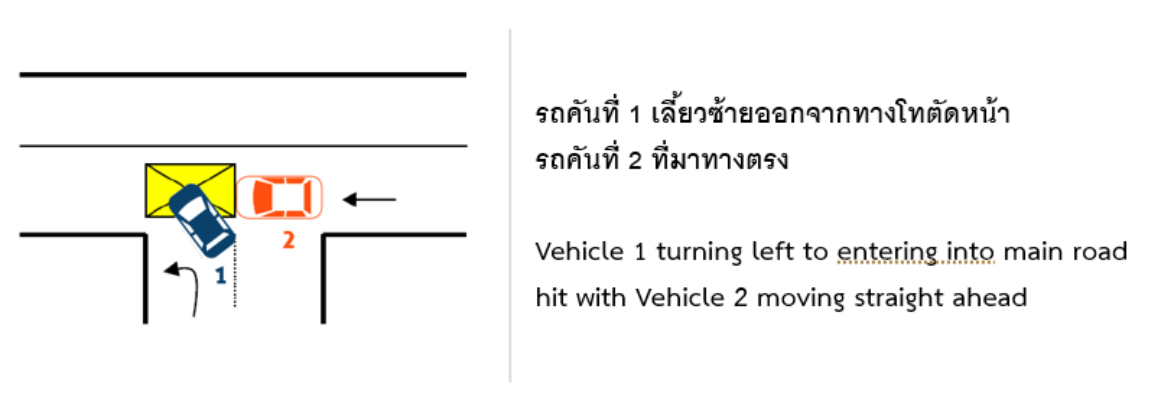 รถคันที่ 1 เลี้ยวซ้ายออกจากทางโทตัดหน้า
รถคันที่ 2 ที่มาทางตรง
Vehicle 1 turning left to entering into main road
hit with Vehicle 2 moving straight ahead
2
1